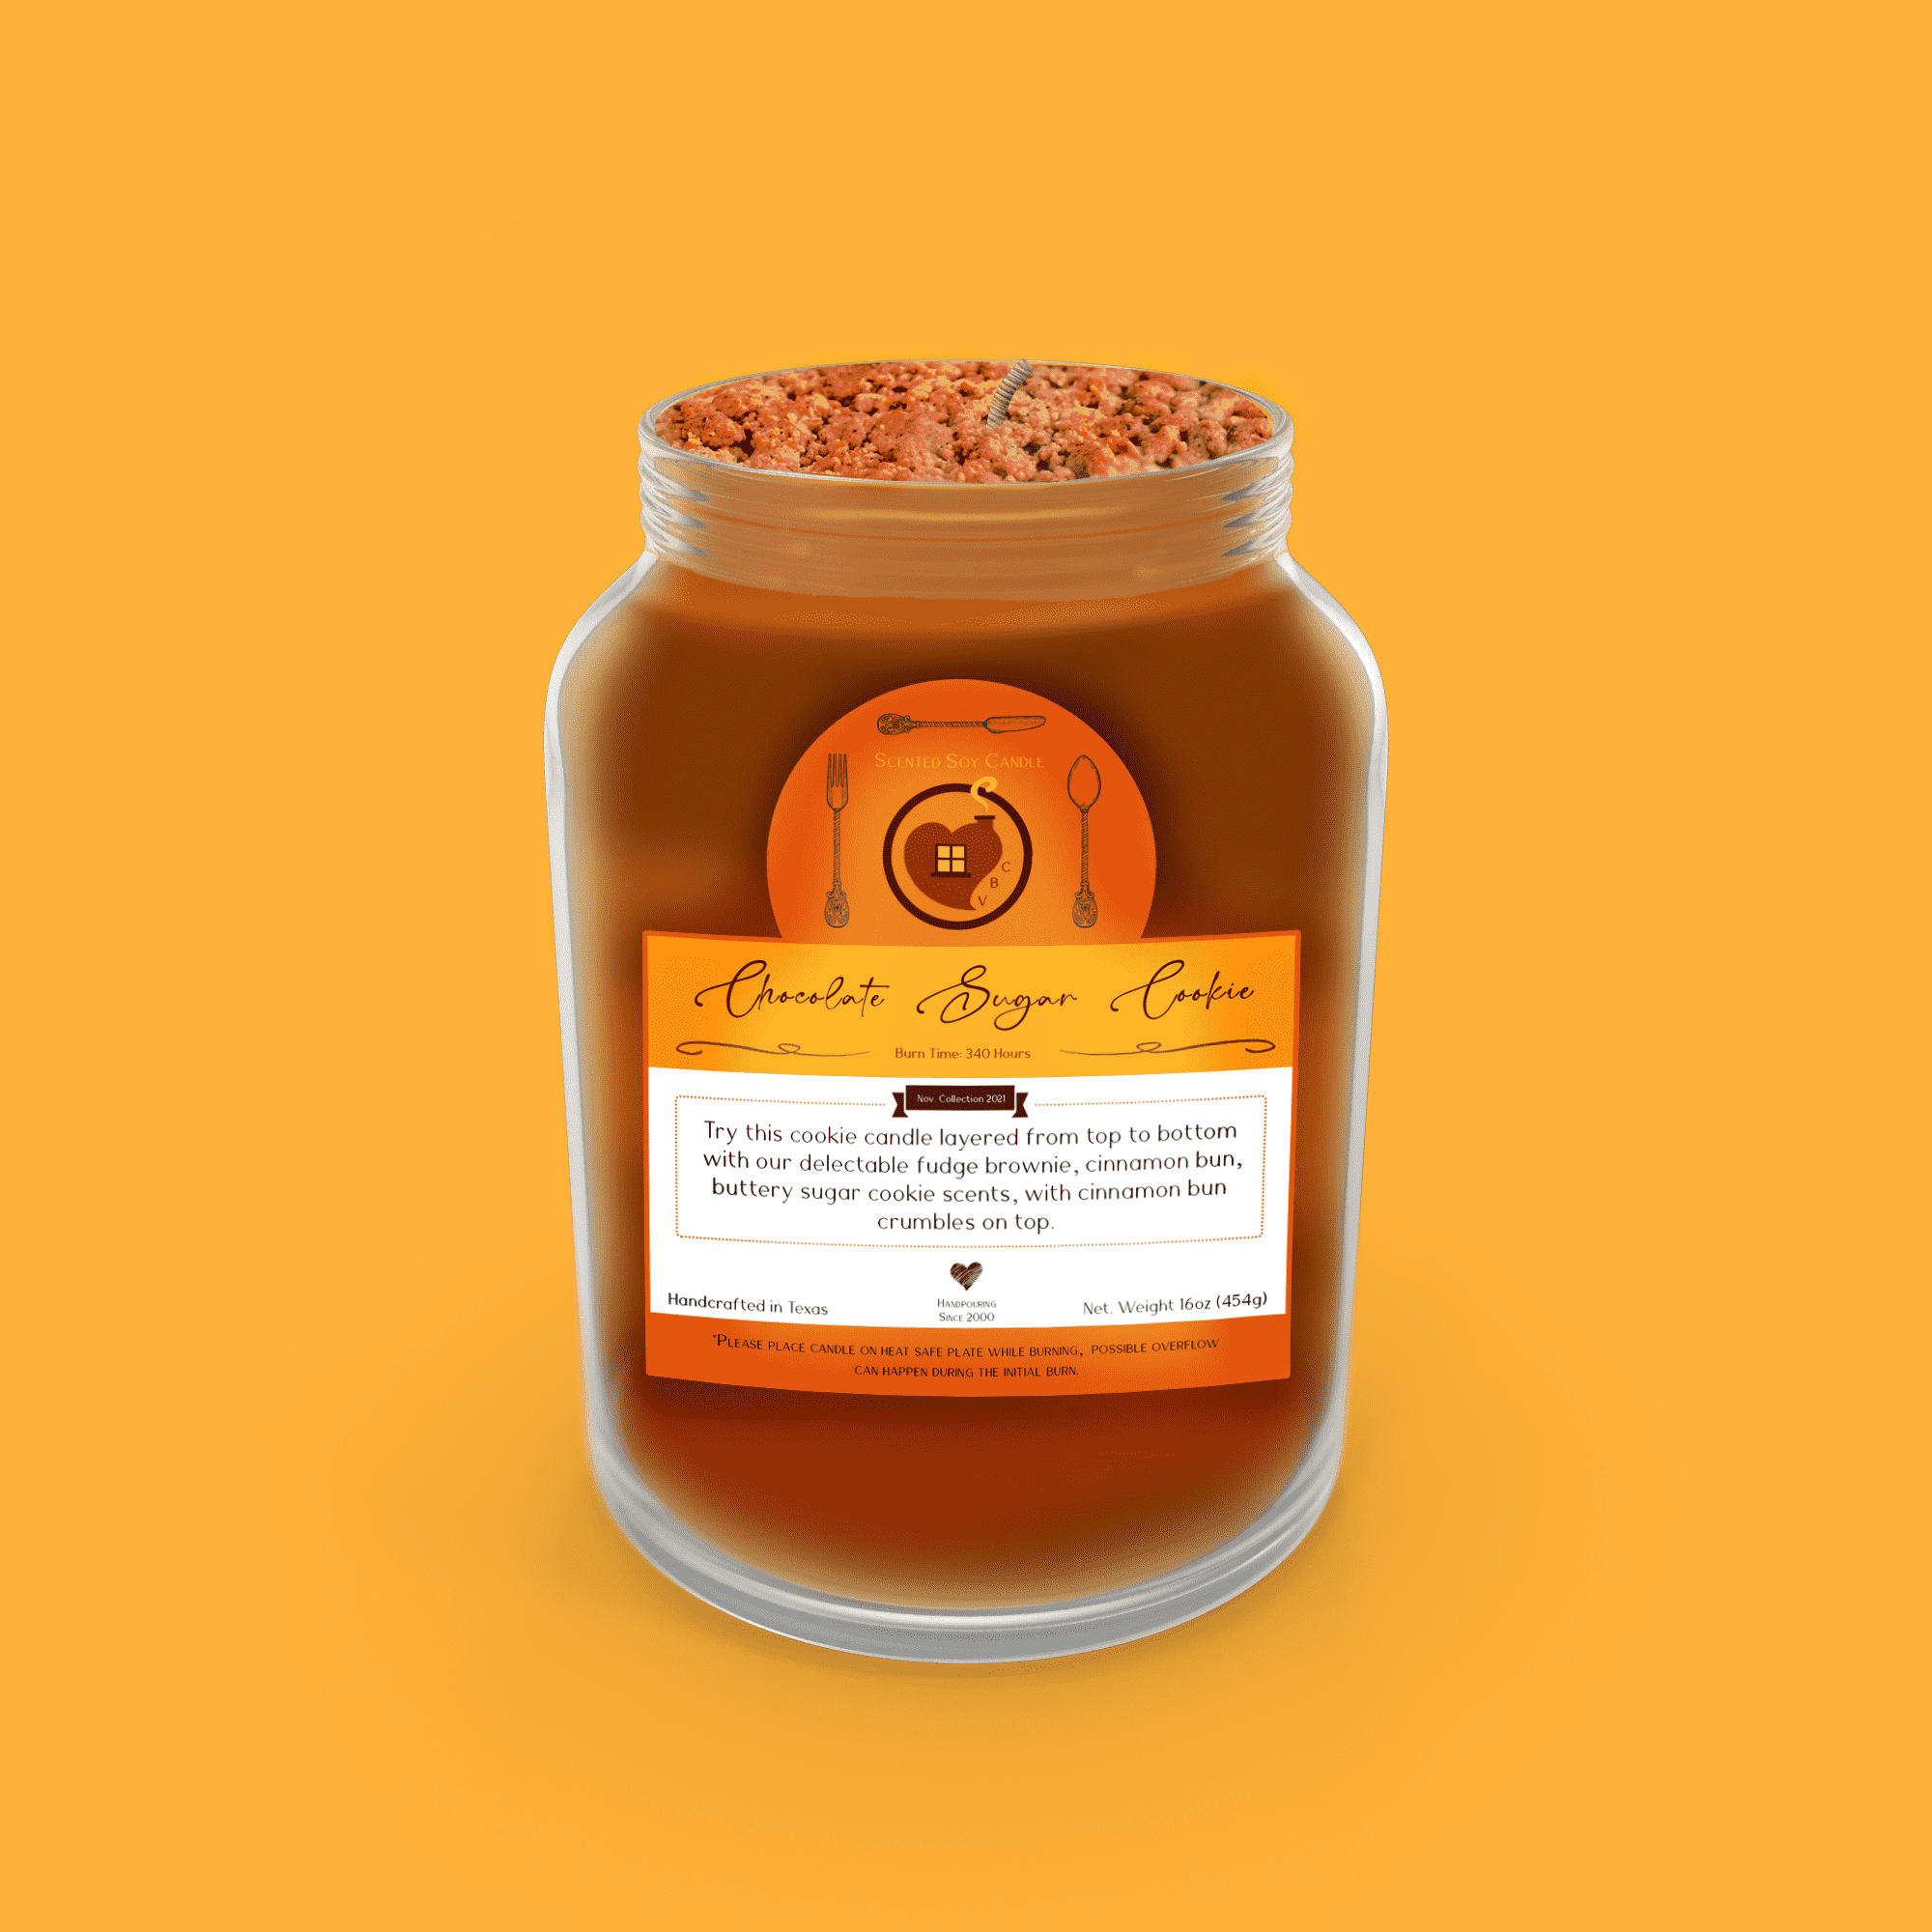 Scented Soy Candle
C
B
V
Chocolate Sugar Cookie
Burn Time: 340 Hours
Nov. Collection 2021
Try this cookie candle layered from top to bottom
with our delectable fudge brownie, cinnamon bun,
buttery sugar cookie scents, with cinnamon bun
crumbles on top.
Handcrafted in Texas
Handpouring
Since 2000
Net. Weight 16oz (454g)
*Please place candle on heat safe plate while burning, possible overflow
can happen during the initial burn.